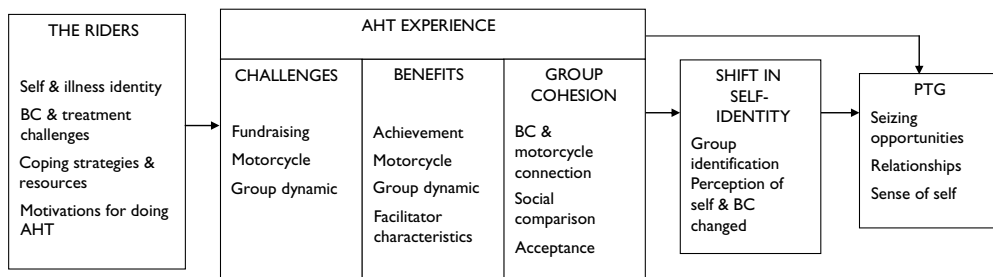 THE RIDERS
Self & illness identity
BC & treatment
challenges
Coping strategies &
resources
Motivations for doing
AHT
AHT EXPERIENCE
CHALLENGES
Fundraising
Motorcycle
Group dynamic
BENEFITS
Achievement
Motorcycle
Group dynamic
Facilitator
characteristics
GROUP
COHESION
BC &
motorcycle
connection
Social
comparison
Acceptance
SHIFT IN
SELF-
IDENTITY
Group
identification
Perception of
self & BC
changed
PTG
Seizing
opportunities
Relationships
Sense of self